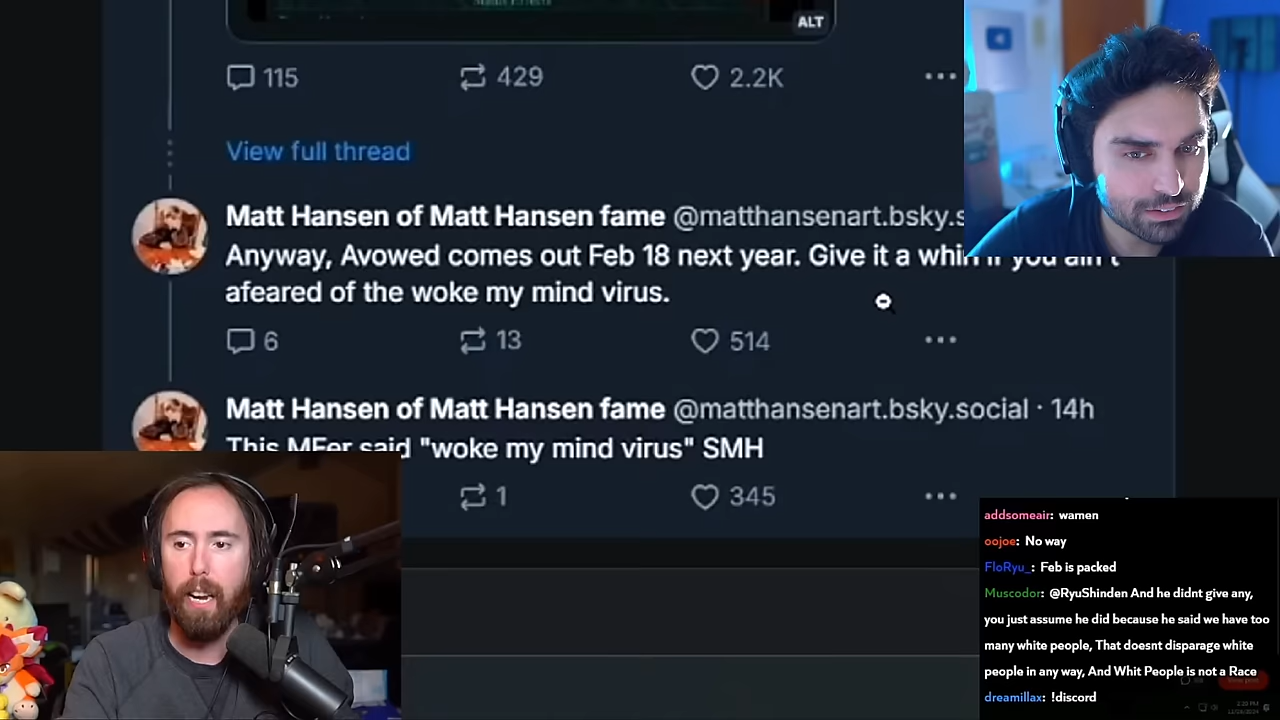 ALT
115 429 2.2K
View full thread
Matt Hansen of Matt Hansen fame @matthansenart.bsky.s
Anyway, Avowed comes out Feb 18 next year. Give it a whirl if you ain't
afeared of the woke my mind virus.
6 13 514
Matt Hansen of Matt Hansen fame @matthansenart.bsky.social · 14h
This MFer said "woke my mind virus" SMH
1 345
addsomeair: wamen
oojoe: No way
FloRyu_: Feb is packed
Muscodor: @RyuShinden And he didnt give any,
you just assume he did because he said we have too
many white people, That doesnt disparage white
people in any way, And Whit People is not a Race
dreamillax: !discord